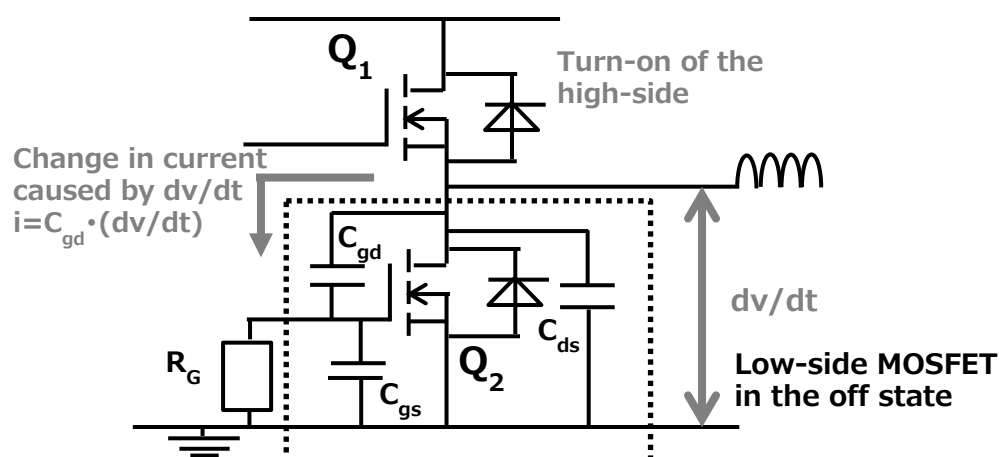 Q1
Turn-on of the
high-side
Change in current
caused by dv/dt
i=Cgd·(dv/dt)
Cgd
dv/dt
Cds
RG
Q2
Low-side MOSFET
in the off state
Cgs